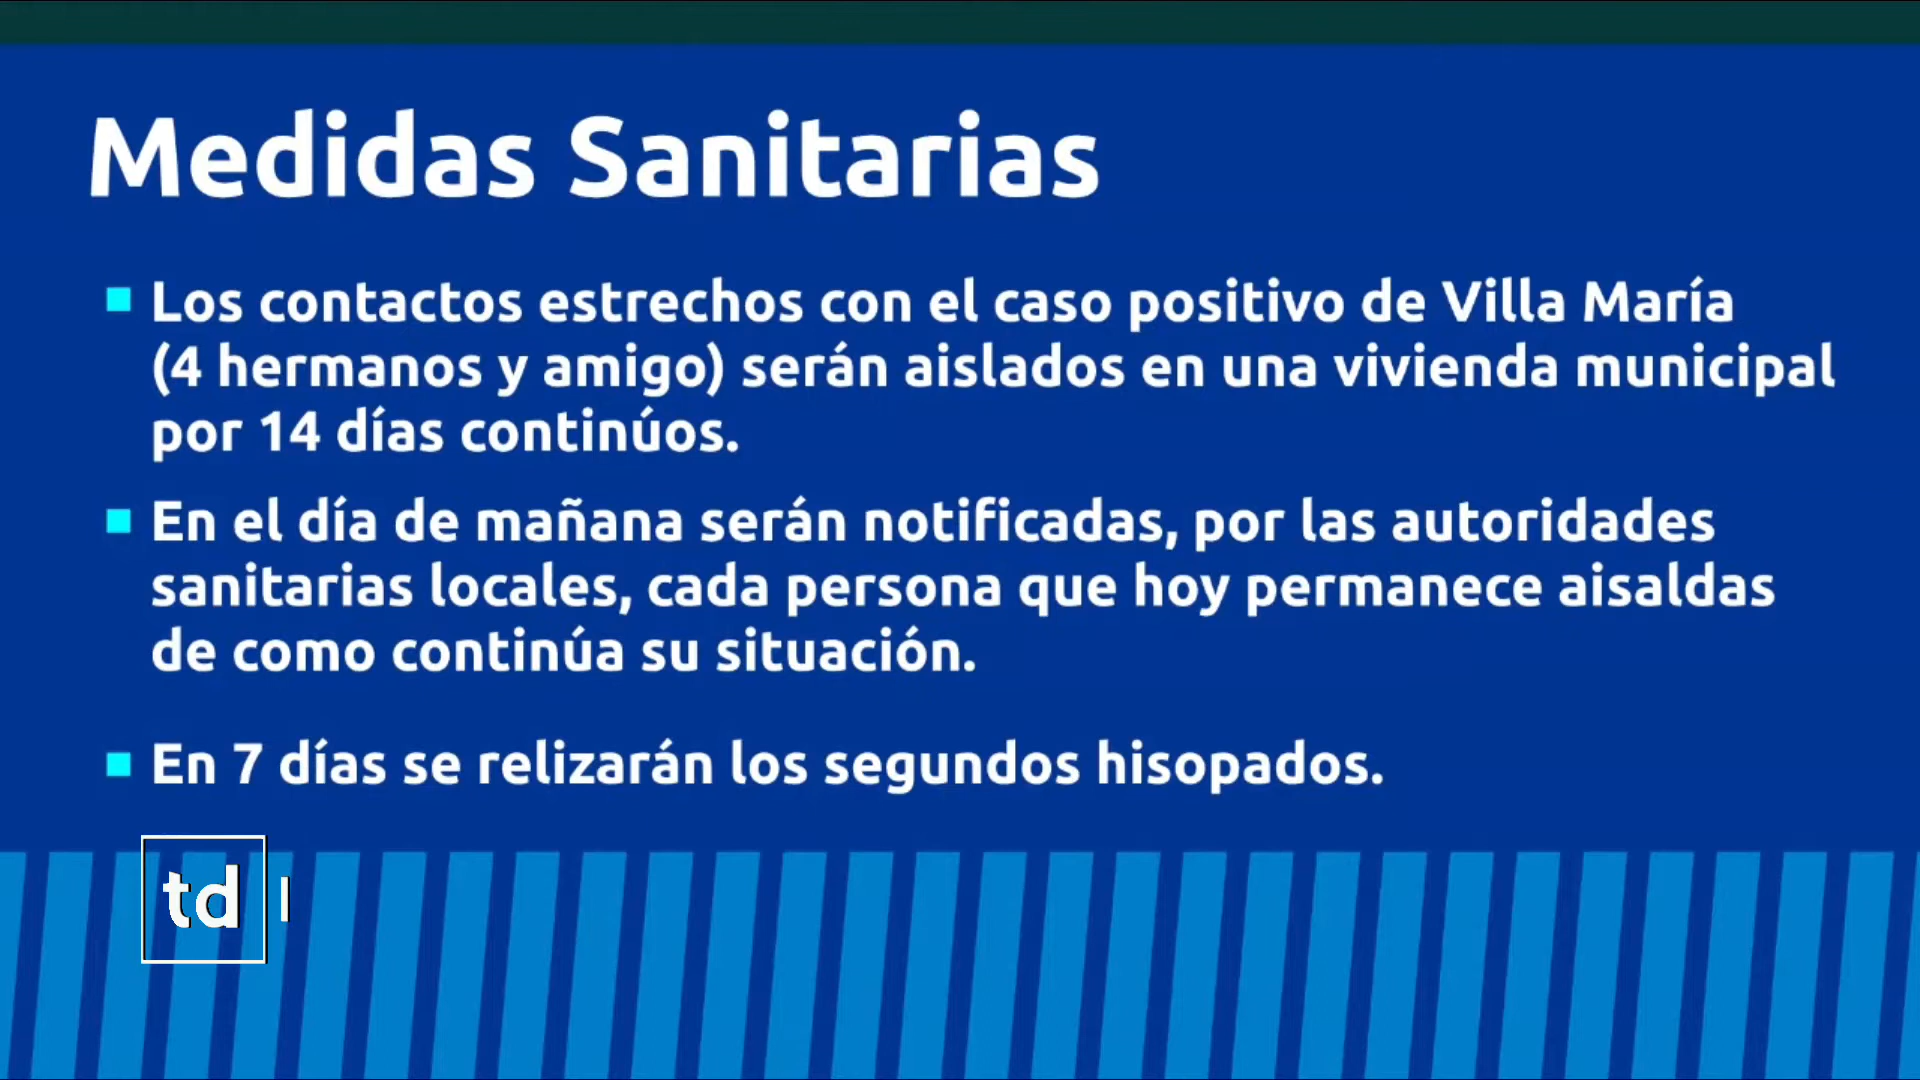 Medidas Sanitarias
Los contactos estrechos con el caso positivo de Villa María
(4 hermanos y amigo) serán aislados en una vivienda municipal
por 14 días continúos.
En el día de mañana serán notificadas, por las autoridades
sanitarias locales, cada persona que hoy permanece aisaldas
de como continúa su situación.
En 7 días se relizarán los segundos hisopados.
td